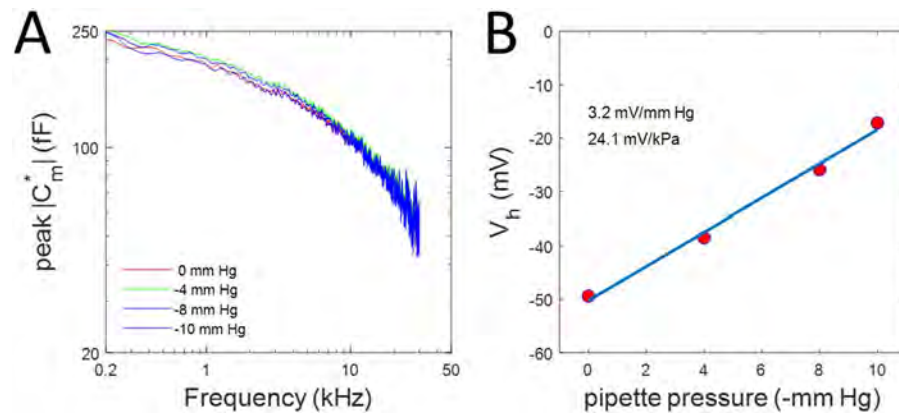 A
250
100
20
peak |C*m| (fF)
0.2
1
10
50
Frequency (kHz)
0 mm Hg
-4 mm Hg
-8 mm Hg
-10 mm Hg
B
0
-10
-20
-30
-40
-50
-60
Vh (mV)
3.2 mV/mm Hg
24.1 mV/kPa
0
2
4
6
8
10
pipette pressure (-mm Hg)